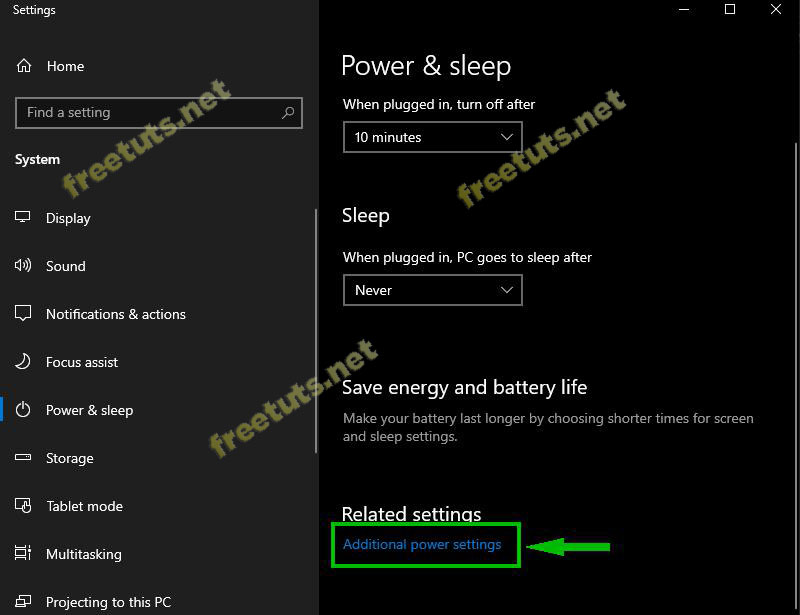 Settings
Home
Find a setting
System
Display
Sound
Notifications & actions
Focus assist
Power & sleep
Storage
Tablet mode
Multitasking
Projecting to this PC
Power & sleep
When plugged in, turn off after
10 minutes
Sleep
When plugged in, PC goes to sleep after
Never
Save energy and battery life
Make your battery last longer by choosing shorter times for screen
and sleep settings.
Related settings
Additional power settings
freetuts.net
freetuts.net
freetuts.net